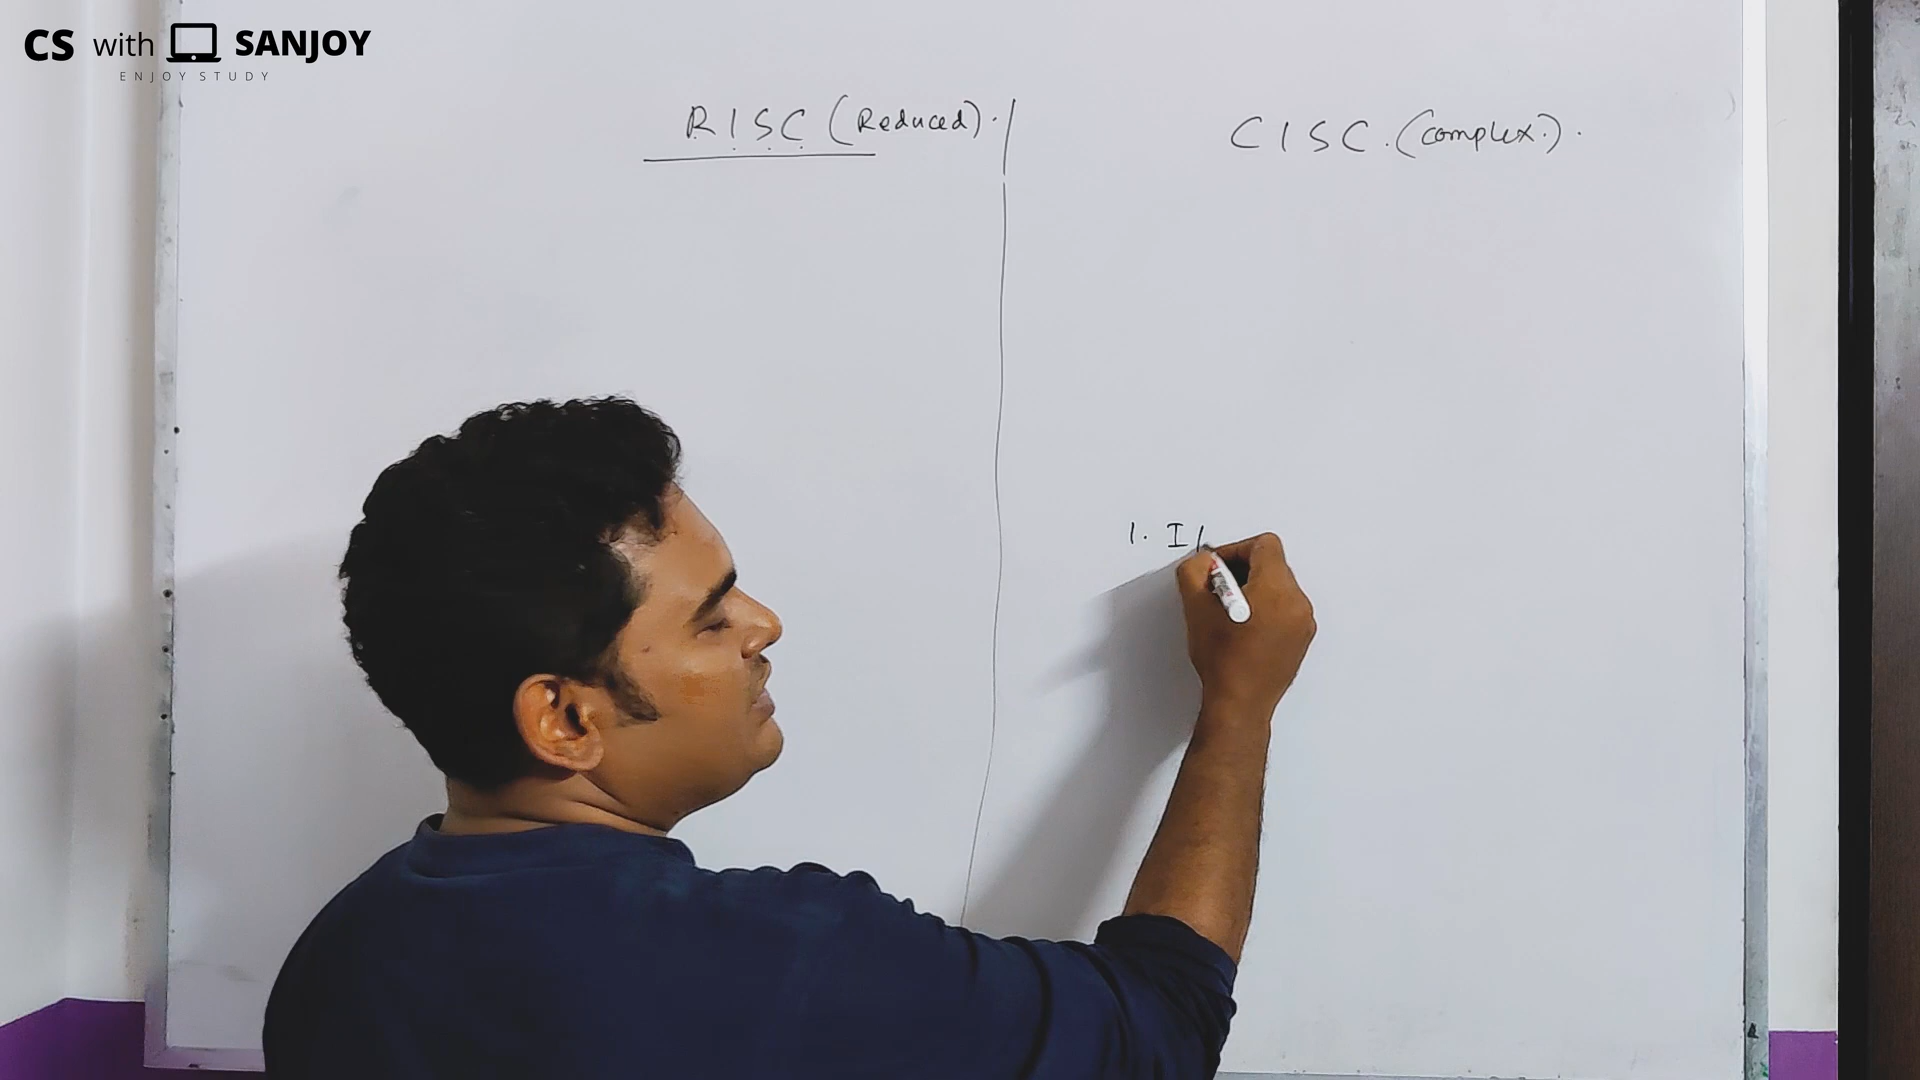 CS with SANJOY
ENJOY STUDY
RISC (Reduced).
CISC. (complex.).
1. I